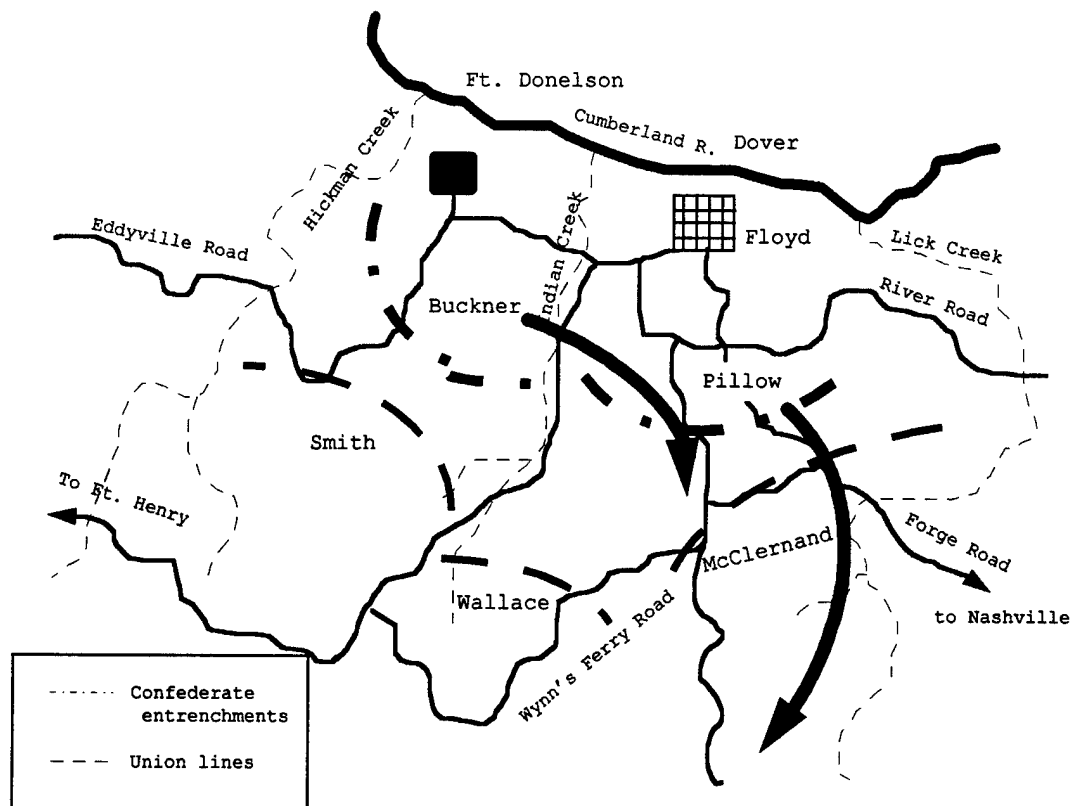 Ft. Donelson
Cumberland R.
Dover
Hickman Creek
Eddyville Road
Indian Creek
Floyd
Lick Creek
River Road
Buckner
Pillow
Smith
To Ft. Henry
McClernand
Forge Road
Wallace
Wynn's Ferry Road
to Nashville
Confederate
entrenchments
Union lines